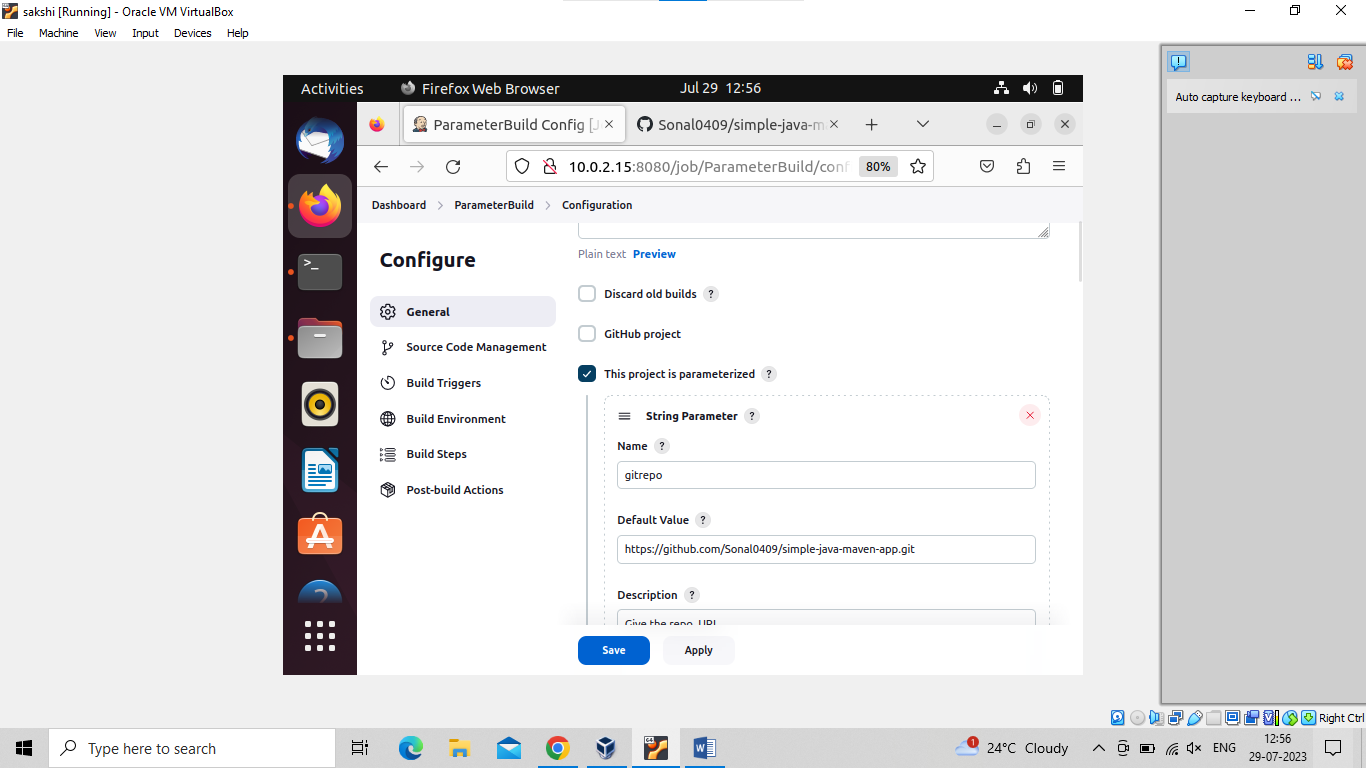 sakshi [Running] - Oracle VM VirtualBox
File Machine View Input Devices Help
Auto capture keyboard ...
Activities Firefox Web Browser Jul 29 12:56
ParameterBuild Config [J
Sonal0409/simple-java-m
10.0.2.15:8080/job/ParameterBuild/conf 80%
Dashboard > ParameterBuild > Configuration
Configure
General
Source Code Management
Build Triggers
Build Environment
Build Steps
Post-build Actions
Plain text Preview
Discard old builds ?
GitHub project
This project is parameterized ?
String Parameter ?
Name ?
gitrepo
Default Value ?
https://github.com/Sonal0409/simple-java-maven-app.git
Description ?
Give the repo URL
Save Apply
Right Ctrl
Type here to search
1
24°C Cloudy
ENG
12:56
29-07-2023